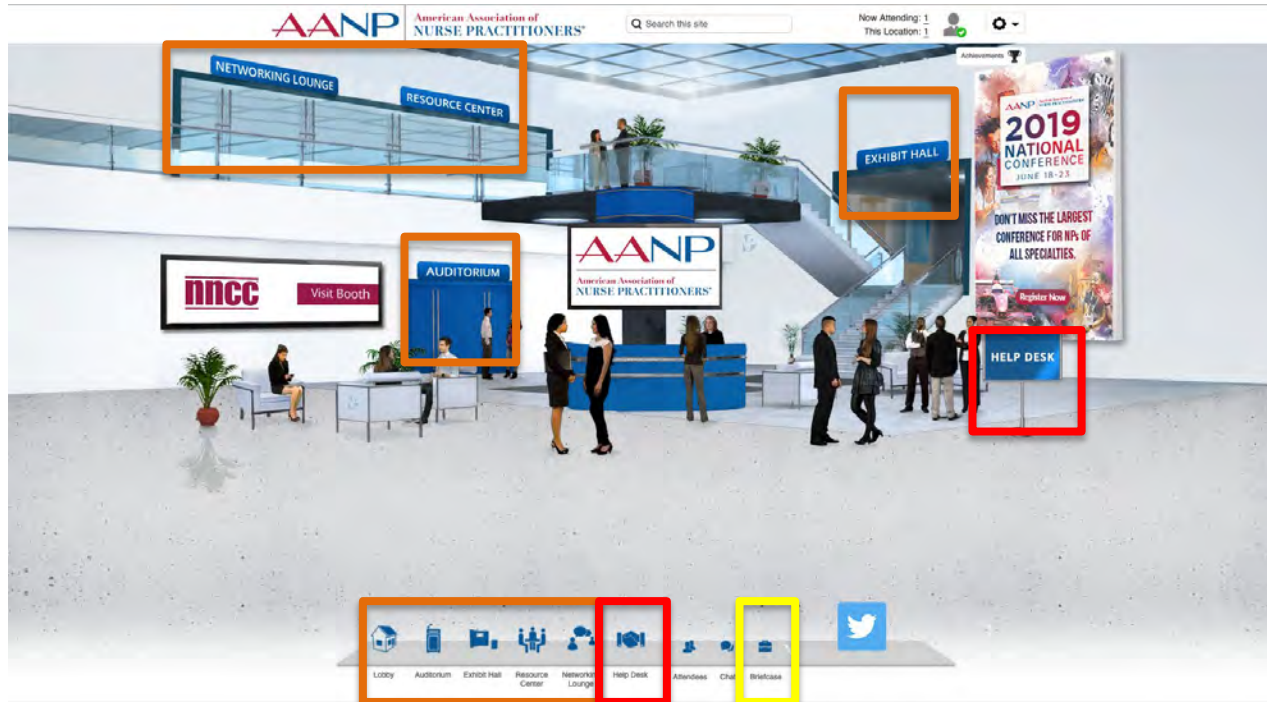 AANP
American Association of
NURSE PRACTITIONERS®
Search this site
Now Attending: 1
This Location: 1
Achievements
NETWORKING LOUNGE
RESOURCE CENTER
EXHIBIT HALL
AANP
2019
NATIONAL
CONFERENCE
JUNE 18-23
DON'T MISS THE LARGEST
CONFERENCE FOR NPs OF
ALL SPECIALTIES.
Register Now
nncc
Visit Booth
AUDITORIUM
AANP
American Association of
NURSE PRACTITIONERS®
HELP DESK
Lobby
Auditorium
Exhibit Hall
Resource
Center
Networking
Lounge
Help Desk
Attendees
Chat
Briefcase